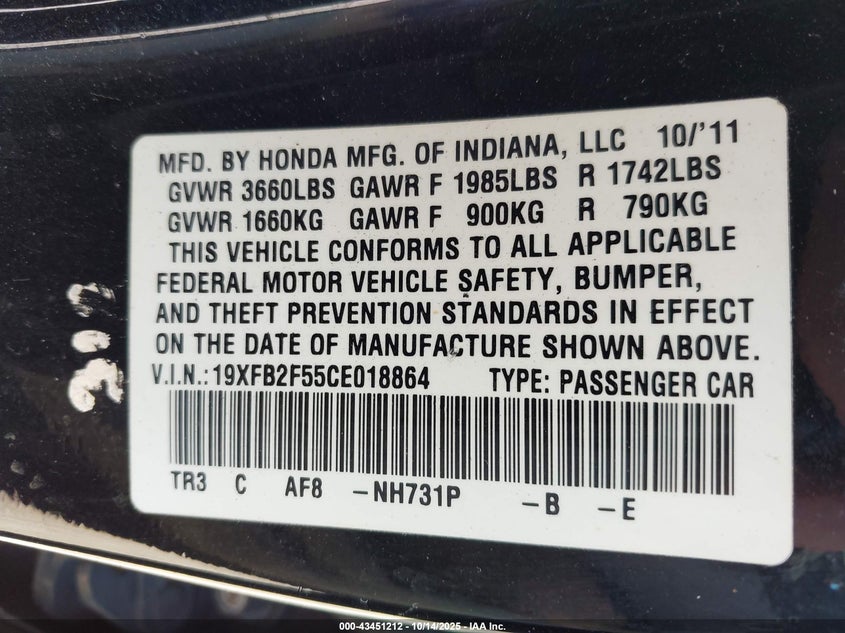 MFD. BY HONDA MFG. OF INDIANA, LLC 10/'11
GVWR 3660LBS GAWR F 1985LBS R 1742LBS
GVWR 1660KG GAWR F 900KG R 790KG
THIS VEHICLE CONFORMS TO ALL APPLICABLE
FEDERAL MOTOR VEHICLE SAFETY, BUMPER,
AND THEFT PREVENTION STANDARDS IN EFFECT
ON THE DATE OF MANUFACTURE SHOWN ABOVE.
V.I.N.: 19XFB2F55CE018864 TYPE: PASSENGER CAR
TR3 C AF8 -NH731P -B -E
000-43451212 - 10/14/2025 - IAA Inc.